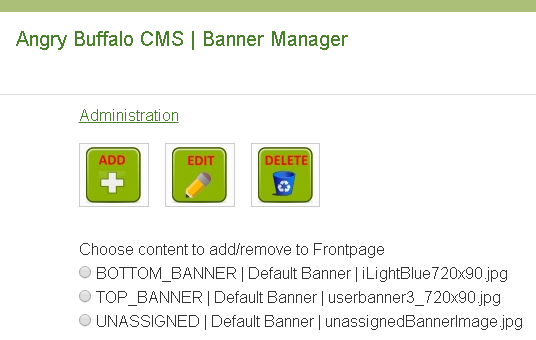 Angry Buffalo CMS | Banner Manager
Administration
ADD EDIT DELETE
Choose content to add/remove to Frontpage
BOTTOM_BANNER | Default Banner | iLightBlue720x90.jpg
TOP_BANNER | Default Banner | userbanner3_720x90.jpg
UNASSIGNED | Default Banner | unassignedBannerImage.jpg